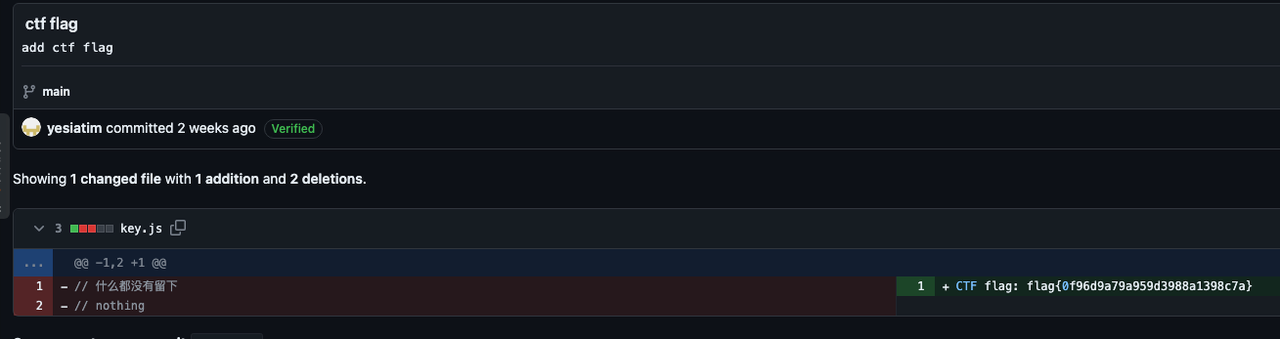 ctf flag
add ctf flag
main
yesiatim committed 2 weeks ago Verified
Showing 1 changed file with 1 addition and 2 deletions.
3 key.js
... @@ -1,2 +1 @@
1 - // 什么都没有留下
2 - // nothing
1 + CTF flag: flag{0f96d9a79a959d3988a1398c7a}